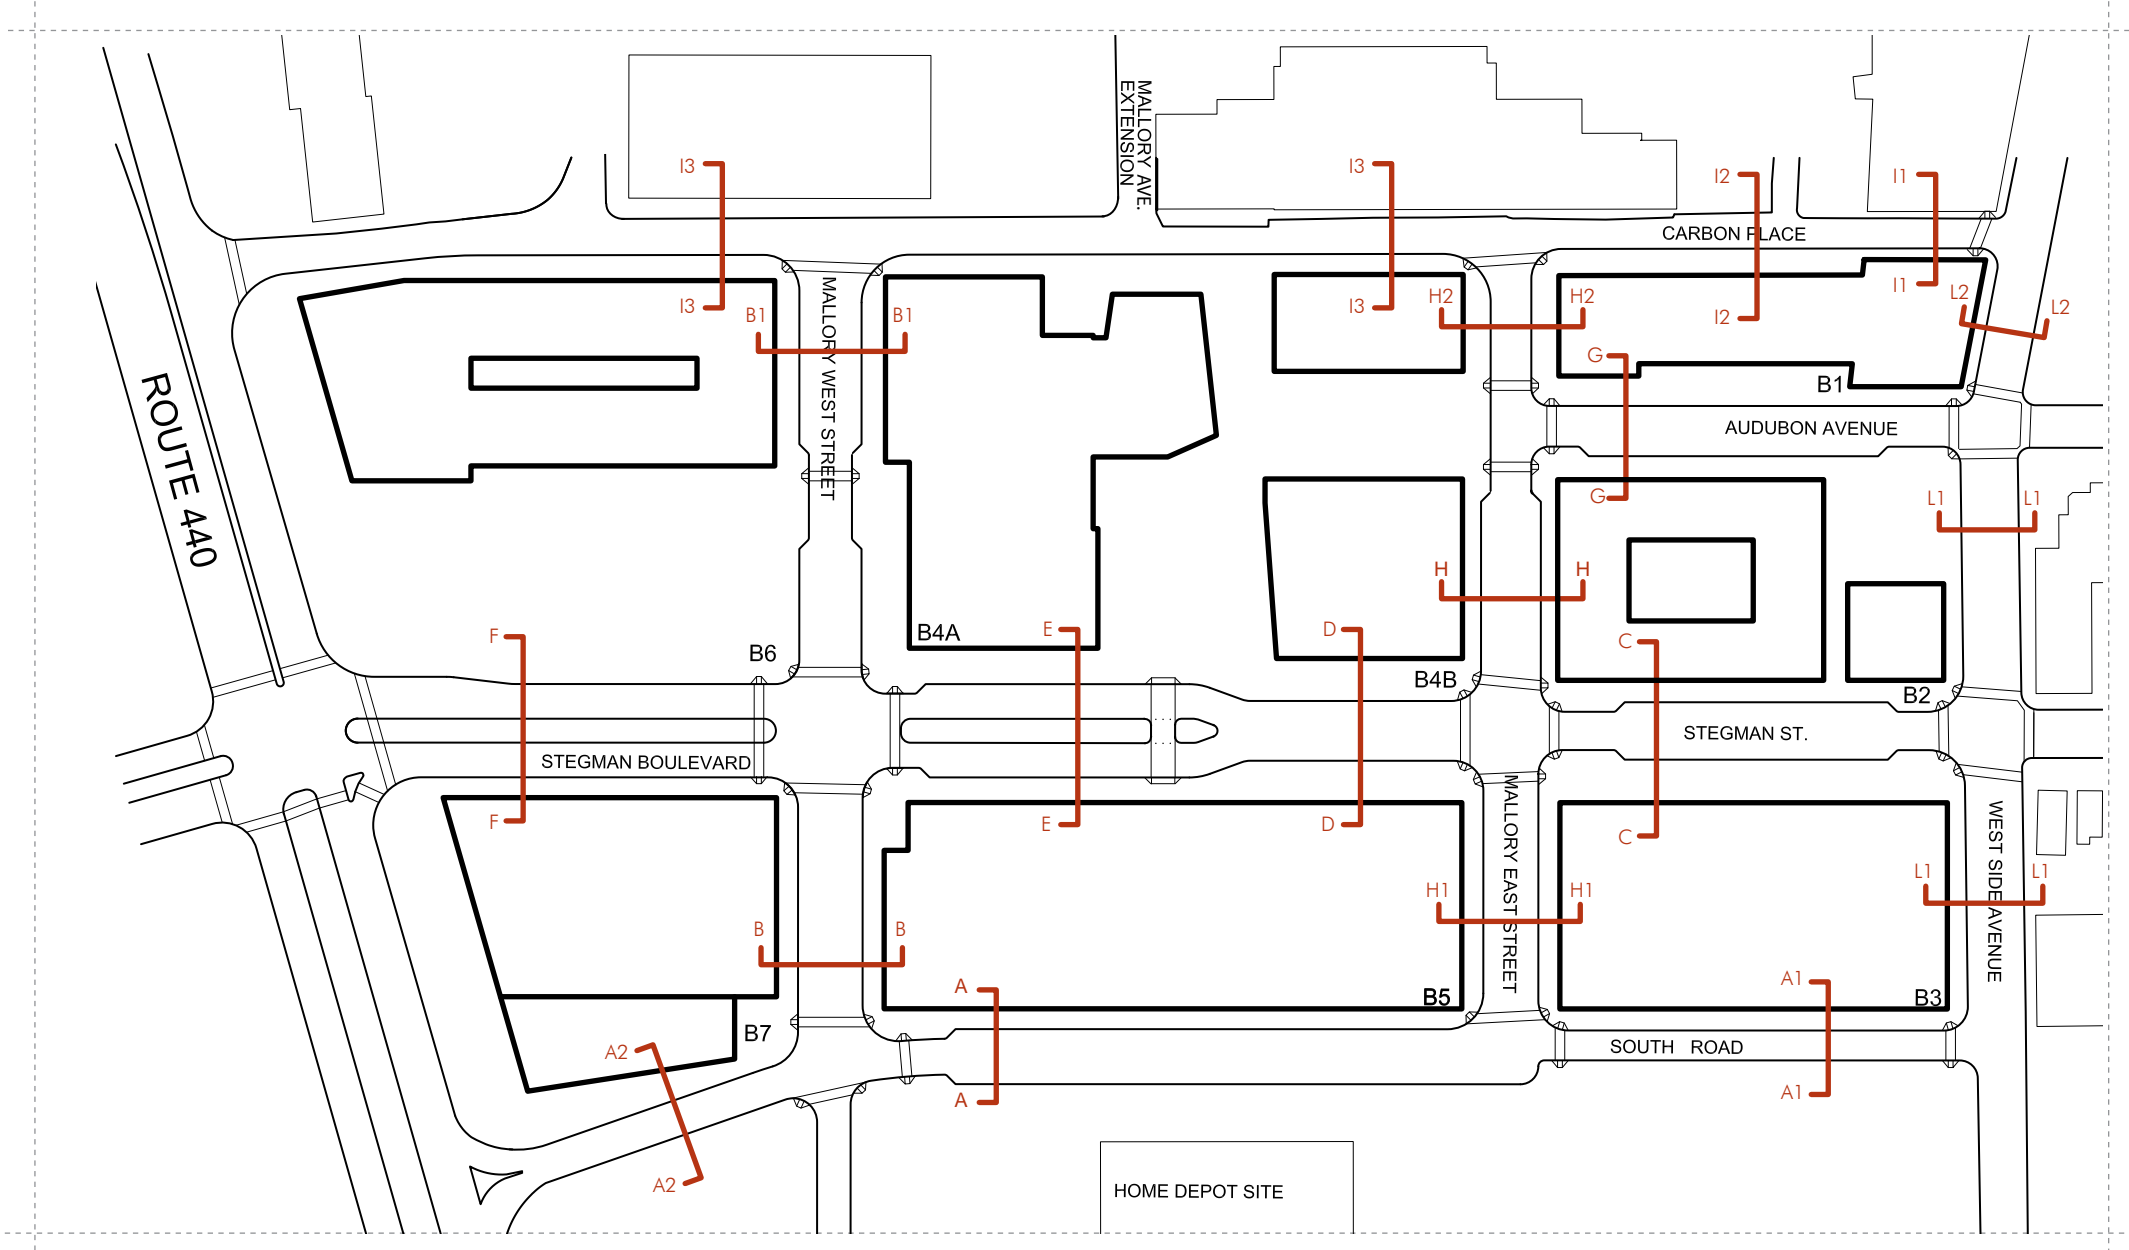 MALLORY AVE.
EXTENSION
I3
I3
I2
I1
CARBON PLACE
I3
I3
I2
I1
B1
B1
H2
H2
L2
L2
MALLORY WEST STREET
G
B1
ROUTE 440
AUDUBON AVENUE
G
L1
L1
H
H
F
B4A
E
D
C
B6
B4B
B2
STEGMAN BOULEVARD
STEGMAN ST.
F
E
D
C
MALLORY EAST STREET
WEST SIDE AVENUE
H1
H1
L1
L1
B
B
A
A1
B5
B3
B7
A2
SOUTH ROAD
A
A1
A2
HOME DEPOT SITE